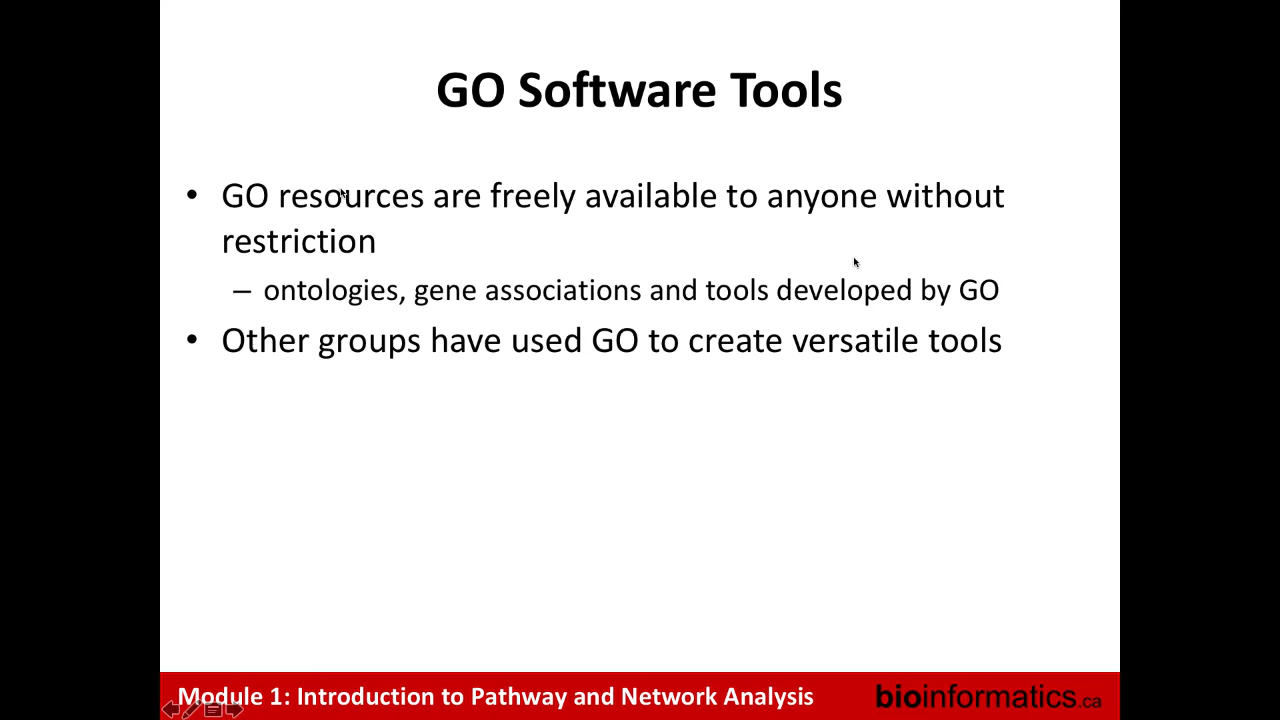 GO Software Tools
• GO resources are freely available to anyone without
restriction
– ontologies, gene associations and tools developed by GO
• Other groups have used GO to create versatile tools
Module 1: Introduction to Pathway and Network Analysis
bioinformatics.ca